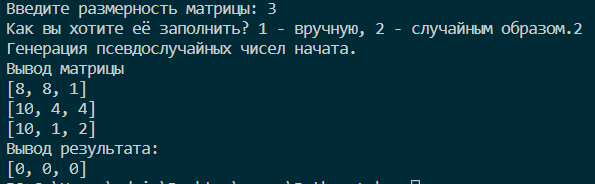 Введите размерность матрицы: 3
Как вы хотите её заполнить? 1 - вручную, 2 - случайным образом.2
Генерация псевдослучайных чисел начата.
Вывод матрицы
[8, 8, 1]
[10, 4, 4]
[10, 1, 2]
Вывод результата:
[0, 0, 0]